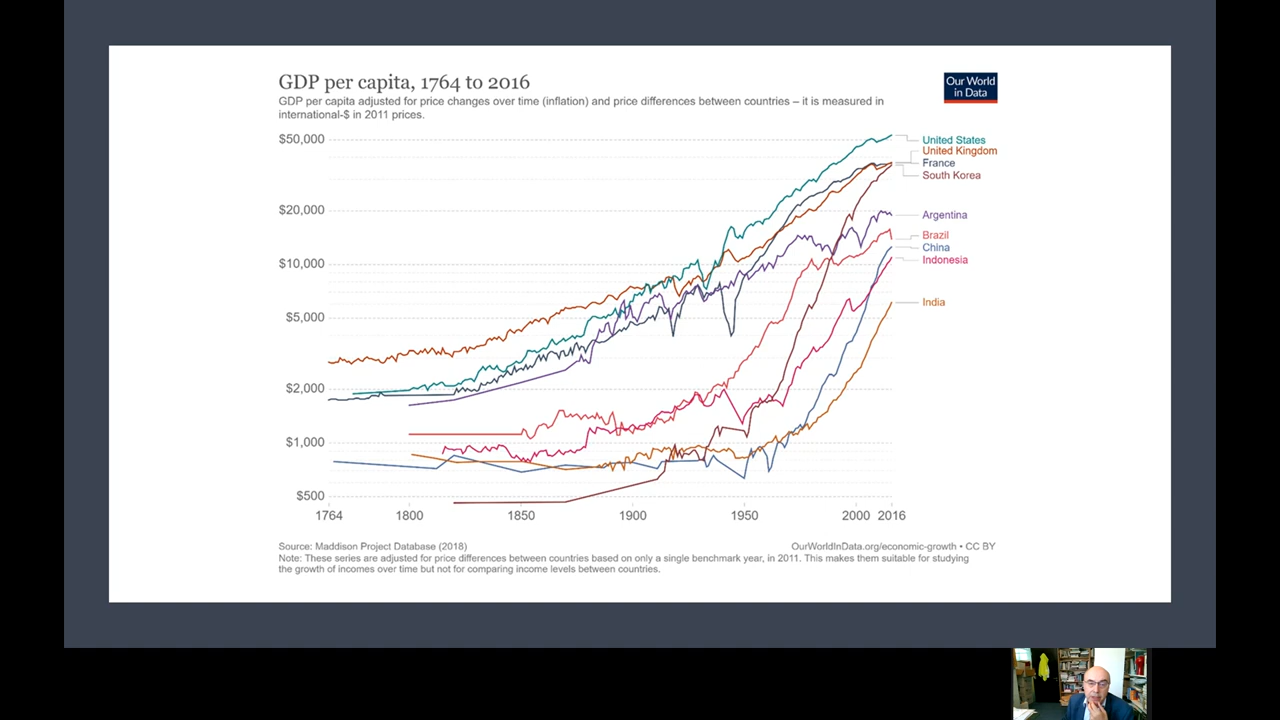 GDP per capita, 1764 to 2016
Our World
in Data
GDP per capita adjusted for price changes over time (inflation) and price differences between countries – it is measured in
international-$ in 2011 prices.
$50,000
United States
United Kingdom
France
South Korea
$20,000
Argentina
Brazil
China
$10,000
Indonesia
$5,000
India
$2,000
$1,000
$500
1764
1800
1850
1900
1950
2000
2016
Source: Maddison Project Database (2018)
OurWorldInData.org/economic-growth • CC BY
Note: These series are adjusted for price differences between countries based on only a single benchmark year, in 2011. This makes them suitable for studying
the growth of incomes over time but not for comparing income levels between countries.